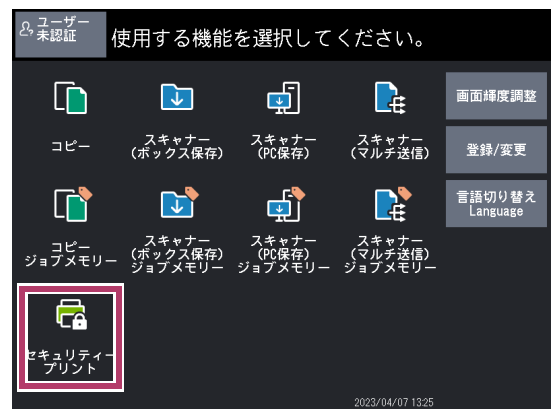 ユーザー
未認証
使用する機能を選択してください。
コピー
スキャナー
(ボックス保存)
スキャナー
(PC保存)
スキャナー
(マルチ送信)
画面輝度調整
登録/変更
コピー
ジョブメモリー
スキャナー
(ボックス保存)
ジョブメモリー
スキャナー
(PC保存)
ジョブメモリー
スキャナー
(マルチ送信)
ジョブメモリー
言語切り替え
Language
セキュリティー
プリント
2023/04/07 13:25